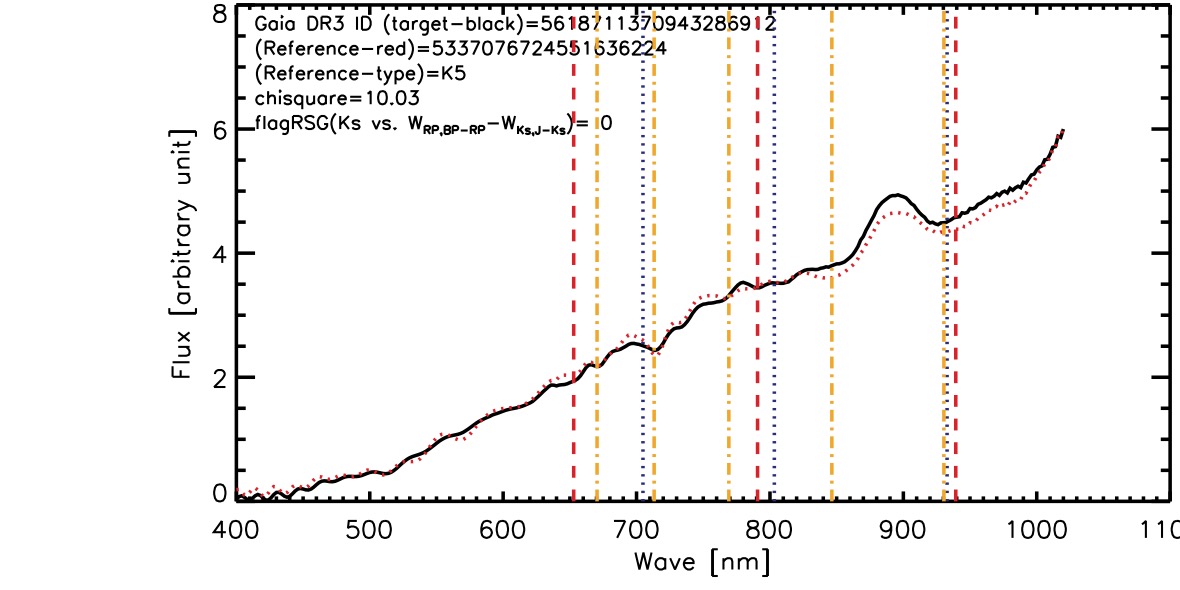 Gaia DR3 ID (target-black)=5618711370943286912
(Reference-red)=5337076724551636224
(Reference-type)=K5
chisquare=10.03
flagRSG(Ks vs. W_RP,BP-RP-W_Ks,J-Ks)= 0
8
6
4
2
0
Flux [arbitrary unit]
400 500 600 700 800 900 1000 110
Wave [nm]